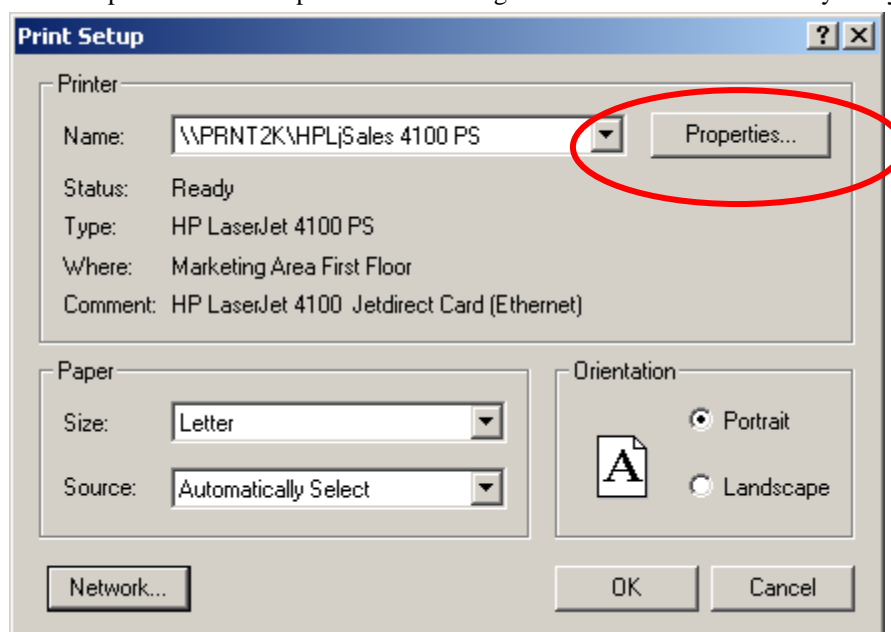 Print Setup
Printer
Name: \\PRNT2K\HPLjSales 4100 PS Properties...
Status: Ready
Type: HP LaserJet 4100 PS
Where: Marketing Area First Floor
Comment: HP LaserJet 4100 Jetdirect Card (Ethernet)
Paper
Size: Letter
Source: Automatically Select
Orientation
Portrait
A
Landscape
Network...
OK
Cancel